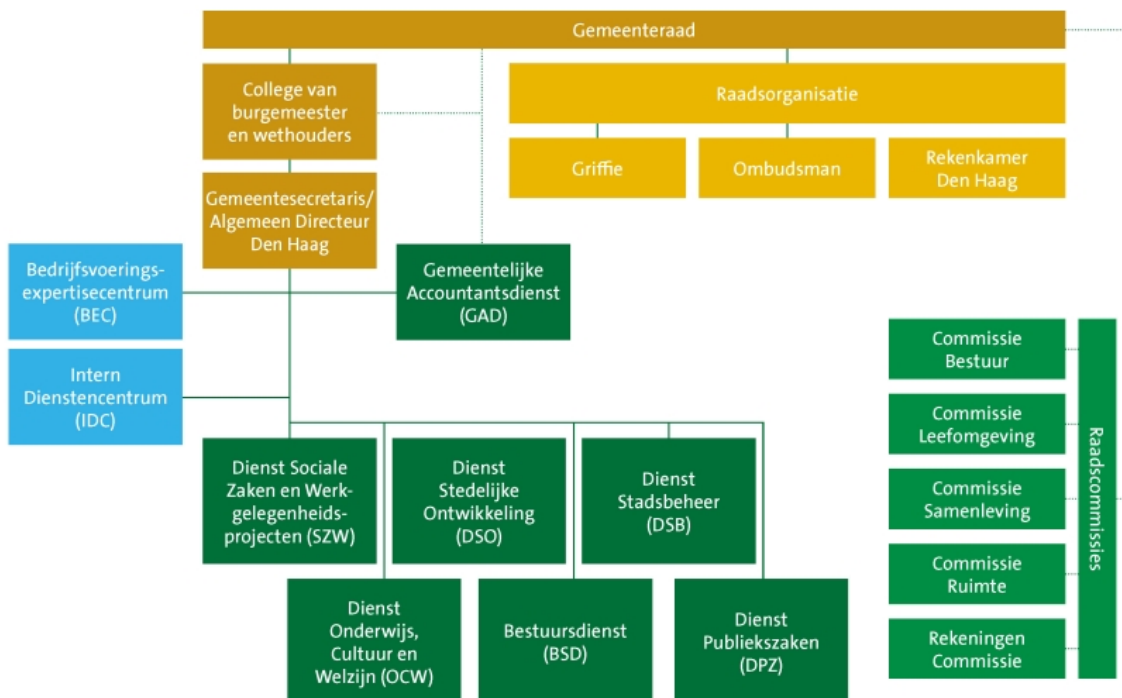 Gemeenteraad
College van
burgemeester
en wethouders
Raadsorganisatie
Griffie
Ombudsman
Rekenkamer
Den Haag
Gemeentesecretaris/
Algemeen Directeur
Den Haag
Bedrijfsvoerings-
expertisecentrum
(BEC)
Gemeentelijke
Accountantsdienst
(GAD)
Intern
Dienstencentrum
(IDC)
Dienst Sociale
Zaken en Werk-
gelegenheids-
projecten (SZW)
Dienst
Stedelijke
Ontwikkeling
(DSO)
Dienst
Stadsbeheer
(DSB)
Dienst
Onderwijs,
Cultuur en
Welzijn (OCW)
Bestuursdienst
(BSD)
Dienst
Publiekszaken
(DPZ)
Commissie
Bestuur
Commissie
Leefomgeving
Commissie
Samenleving
Commissie
Ruimte
Rekeningen
Commissie
Raadscommissies